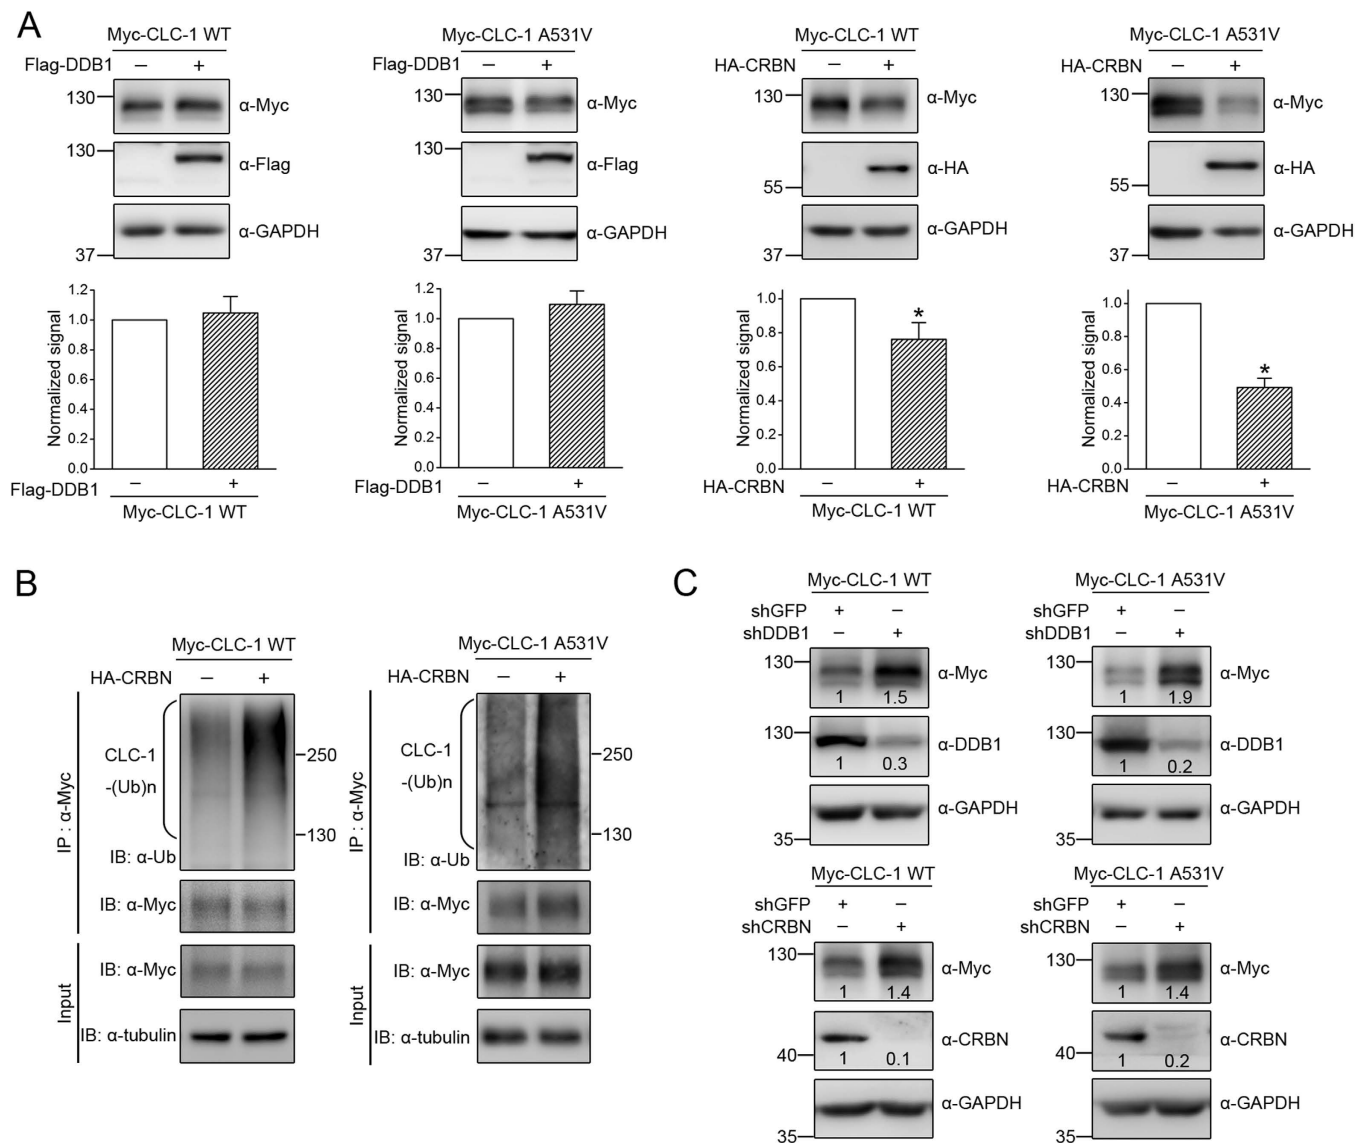 A
Myc-CLC-1 WT
Flag-DDB1 – +
130
α-Myc
130
α-Flag
α-GAPDH
37
Normalized signal
1.2
1.0
0.8
0.6
0.4
0.2
0.0
Flag-DDB1 – +
Myc-CLC-1 WT
Myc-CLC-1 A531V
Flag-DDB1 – +
130
α-Myc
130
α-Flag
α-GAPDH
37
Normalized signal
1.2
1.0
0.8
0.6
0.4
0.2
0.0
Flag-DDB1 – +
Myc-CLC-1 A531V
Myc-CLC-1 WT
HA-CRBN – +
130
α-Myc
α-HA
55
α-GAPDH
37
Normalized signal
1.0
0.8
0.6
0.4
0.2
0.0
*
HA-CRBN – +
Myc-CLC-1 WT
Myc-CLC-1 A531V
HA-CRBN – +
130
α-Myc
α-HA
55
α-GAPDH
37
Normalized signal
1.0
0.8
0.6
0.4
0.2
0.0
*
HA-CRBN – +
Myc-CLC-1 A531V
B
Myc-CLC-1 WT
HA-CRBN – +
IP : α-Myc
CLC-1
-(Ub)n
250
130
IB: α-Ub
IB: α-Myc
Input
IB: α-Myc
IB: α-tubulin
Myc-CLC-1 A531V
HA-CRBN – +
IP : α-Myc
CLC-1
-(Ub)n
250
130
IB: α-Ub
IB: α-Myc
Input
IB: α-Myc
IB: α-tubulin
C
Myc-CLC-1 WT
shGFP + –
shDDB1 – +
130
α-Myc
1 1.5
130
α-DDB1
1 0.3
α-GAPDH
35
Myc-CLC-1 A531V
shGFP + –
shDDB1 – +
130
α-Myc
1 1.9
130
α-DDB1
1 0.2
α-GAPDH
35
Myc-CLC-1 WT
shGFP + –
shCRBN – +
130
α-Myc
1 1.4
α-CRBN
40
1 0.1
α-GAPDH
35
Myc-CLC-1 A531V
shGFP + –
shCRBN – +
130
α-Myc
1 1.4
α-CRBN
40
1 0.2
α-GAPDH
35